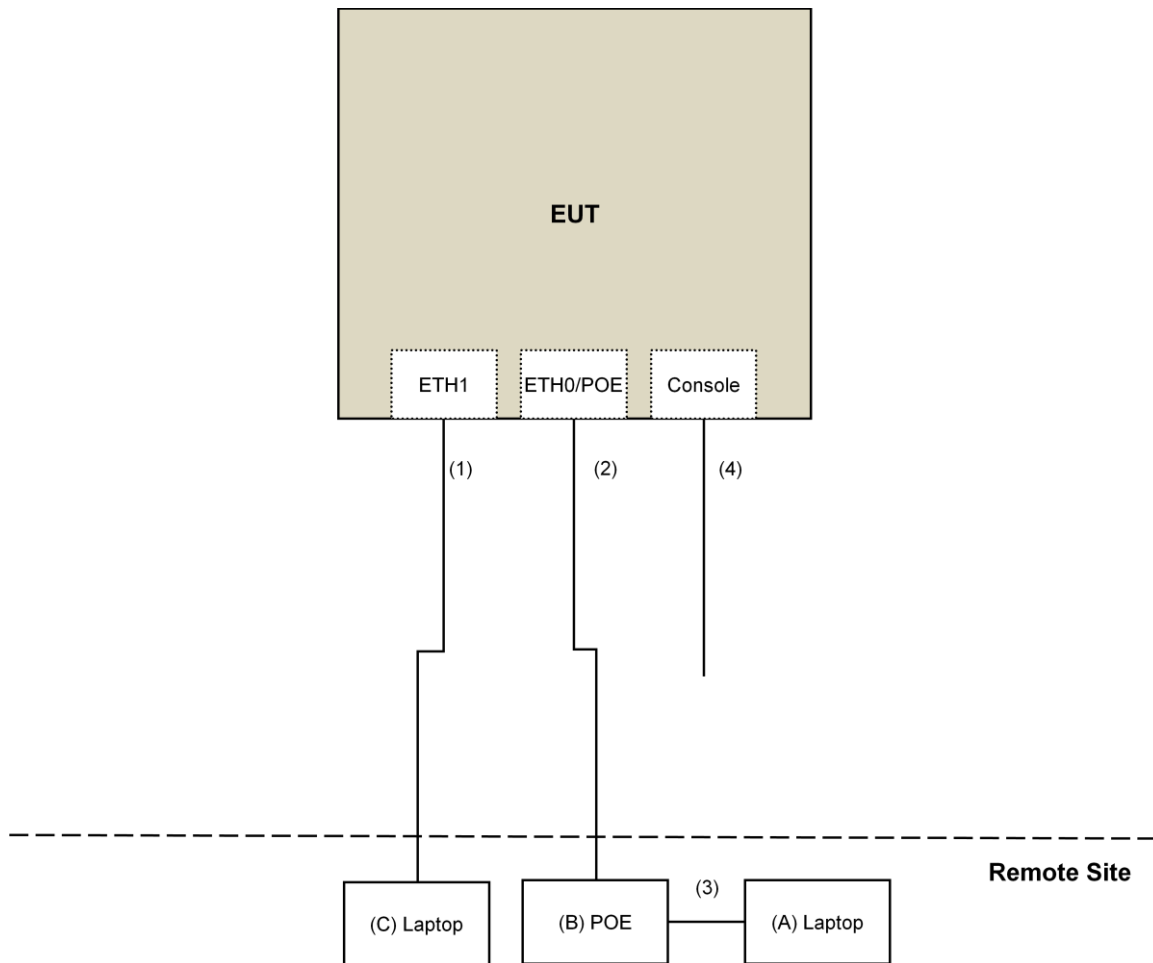 EUT
ETH1
ETH0/POE
Console
(1)
(2)
(4)
Remote Site
(3)
(C) Laptop
(B) POE
(A) Laptop